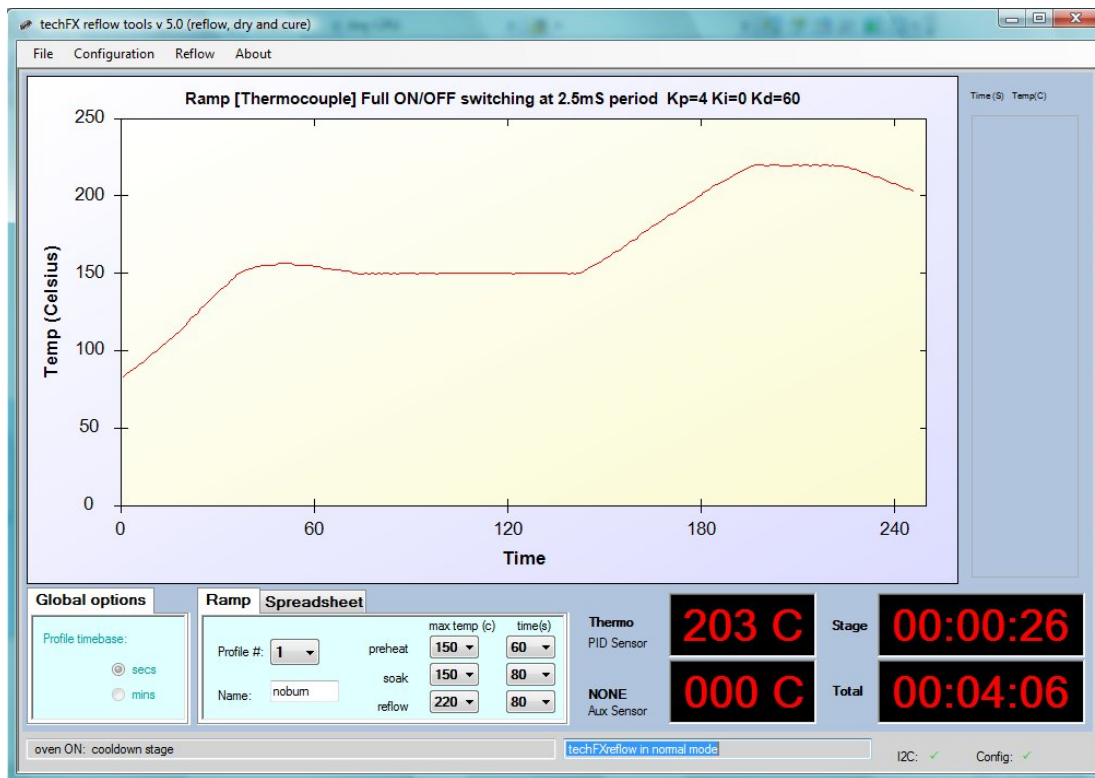 techFX reflow tools v 5.0 (reflow, dry and cure)
File Configuration Reflow About
Ramp [Thermocouple] Full ON/OFF switching at 2.5mS period Kp=4 Ki=0 Kd=60
Time (S) Temp(C)
250
200
150
100
50
0
Temp (Celsius)
0 60 120 180 240
Time
Global options
Profile timebase:
secs
mins
Ramp Spreadsheet
max temp (c) time(s)
Profile #: 1 preheat 150 60
soak 150 80
Name: noburn reflow 220 80
Thermo
PID Sensor
203 C
Stage 00:00:26
NONE
Aux Sensor
000 C
Total 00:04:06
oven ON: cooldown stage
techFXreflow in normal mode
I2C: ✓ Config: ✓